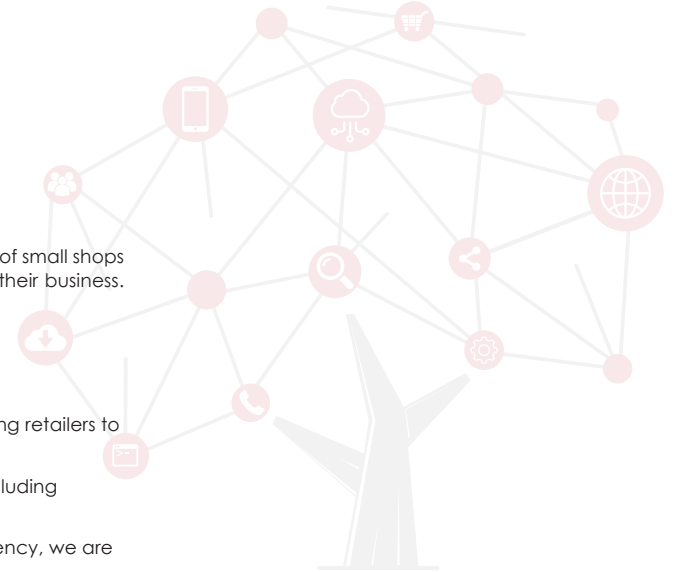 of small shops
their business.
ng retailers to
luding
ency, we are